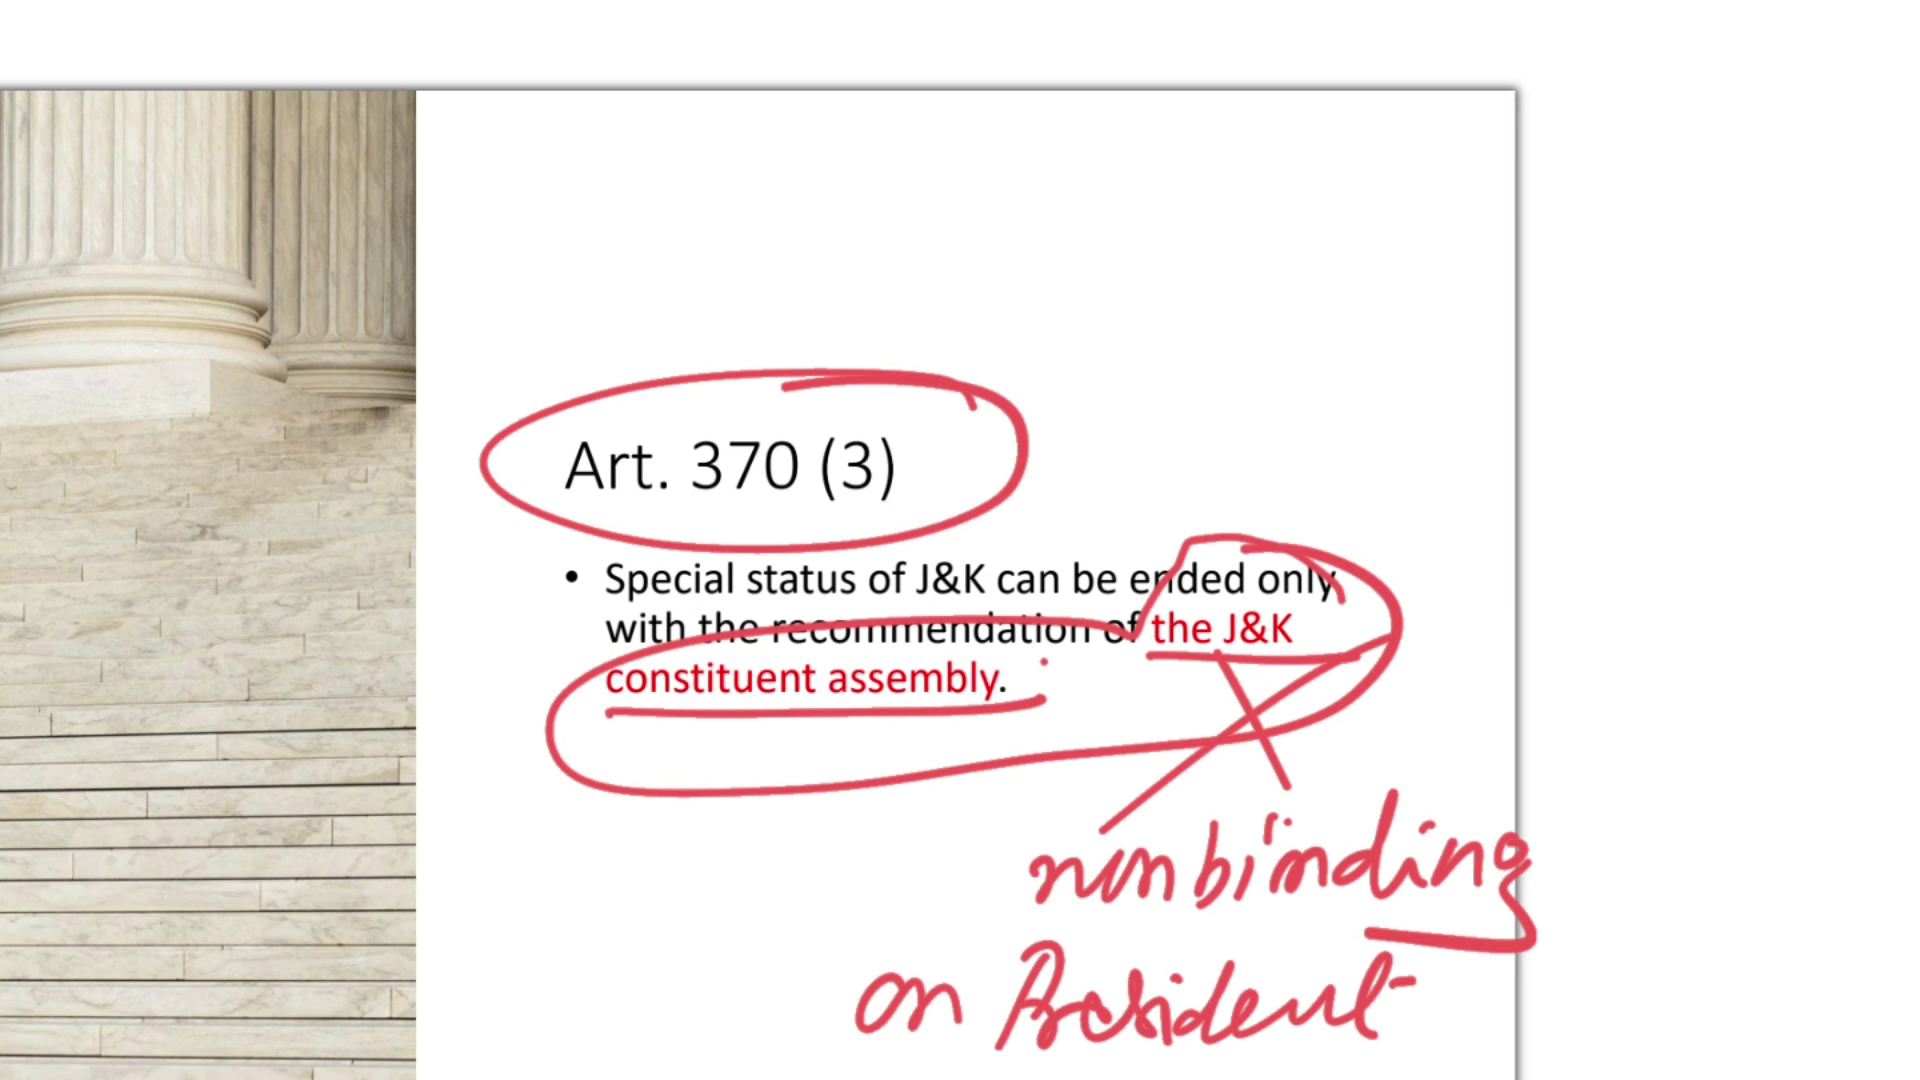 Art. 370 (3)
• Special status of J&K can be ended only
with the recommendation of the J&K
constituent assembly.
nonbinding
on President